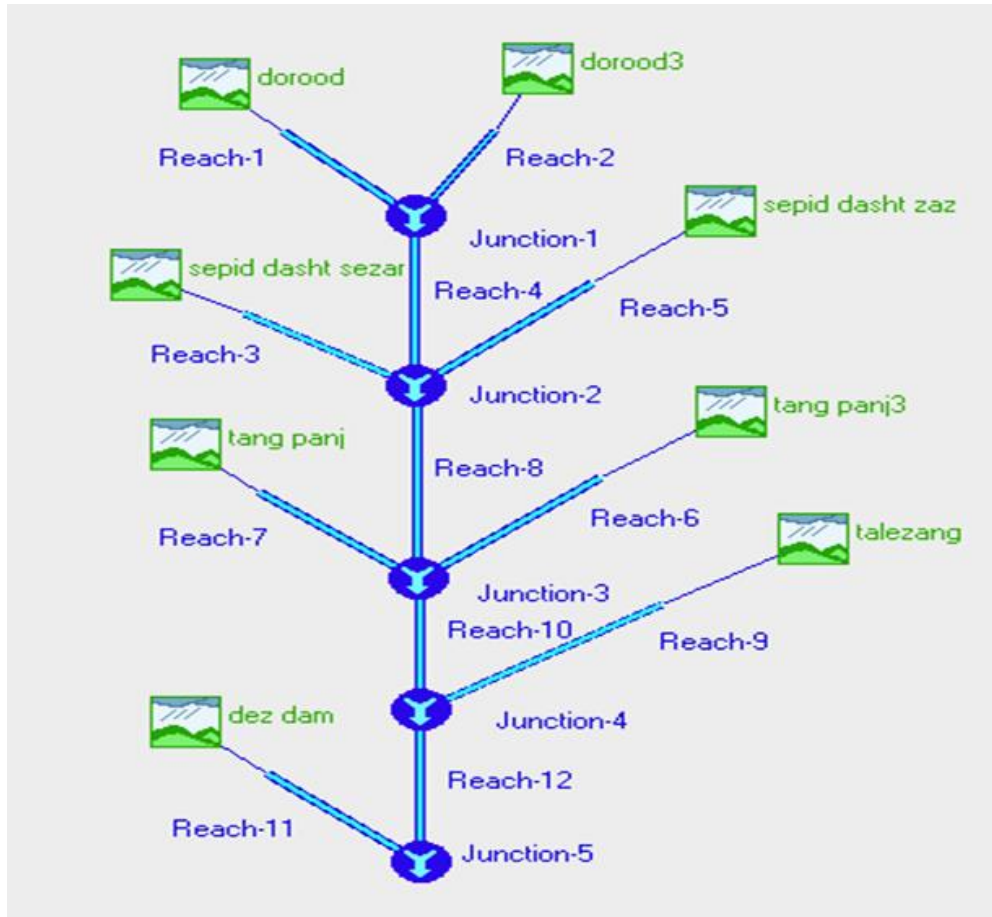 dorood
dorood3
Reach-1
Reach-2
sepid dasht zaz
Junction-1
sepid dasht sezar
Reach-4
Reach-5
Reach-3
Junction-2
tang panj3
tang panj
Reach-8
Reach-6
Reach-7
talezang
Junction-3
Reach-10
Reach-9
dez dam
Junction-4
Reach-12
Reach-11
Junction-5